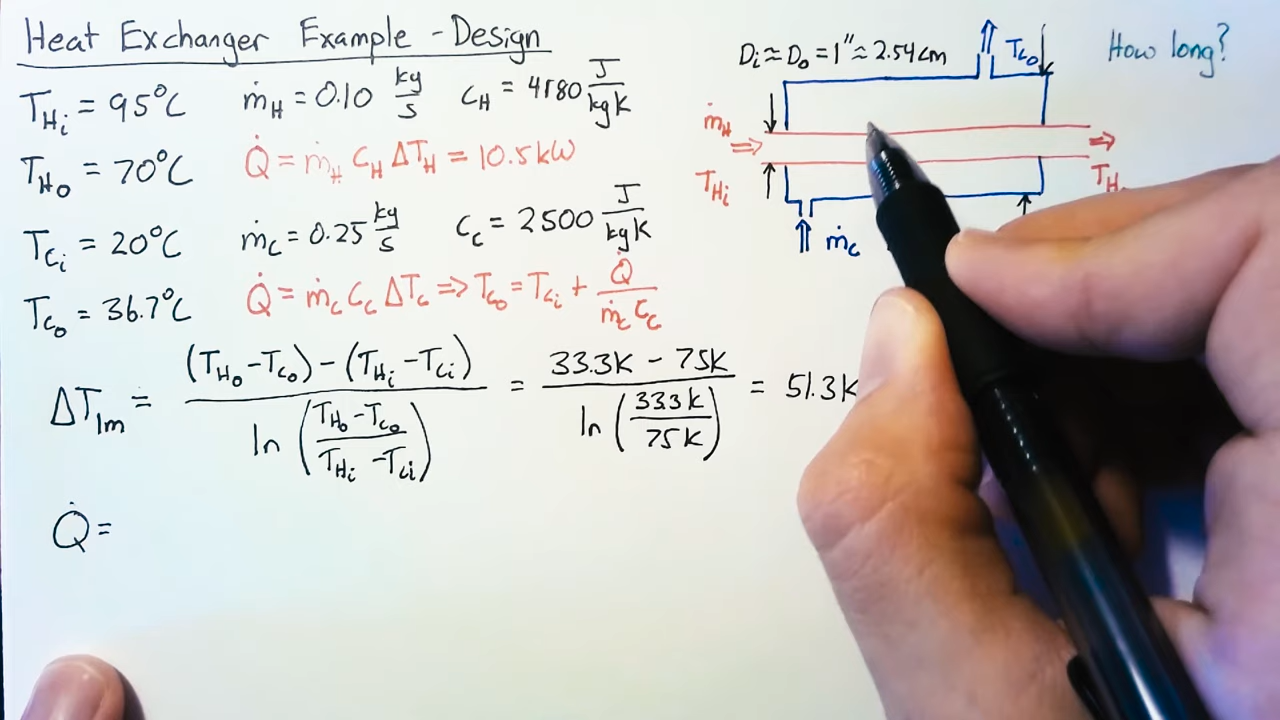 Heat Exchanger Example - Design
T_Hi = 95°C ṁ_H = 0.10 kg/s c_H = 4180 J/kgK
Q̇ = ṁ_H c_H ΔT_H = 10.5 kW
T_Ho = 70°C
ṁ_c = 0.25 kg/s c_c = 2500 J/kgK
T_Ci = 20°C
Q̇ = ṁ_c c_c ΔT_c => T_Co = T_Ci + Q̇/(ṁ_c c_c)
T_Co = 36.7°C
ΔT_lm = ((T_Ho - T_Co) - (T_Hi - T_Ci)) / ln((T_Ho - T_Co)/(T_Hi - T_Ci)) = (33.3K - 75K) / ln(33.3K/75K) = 51.3K
Q̇ =
D_i ≈ D_o = 1" ≈ 2.54cm
T_Co
How long?
ṁ_H
T_Hi
T_H
ṁ_c